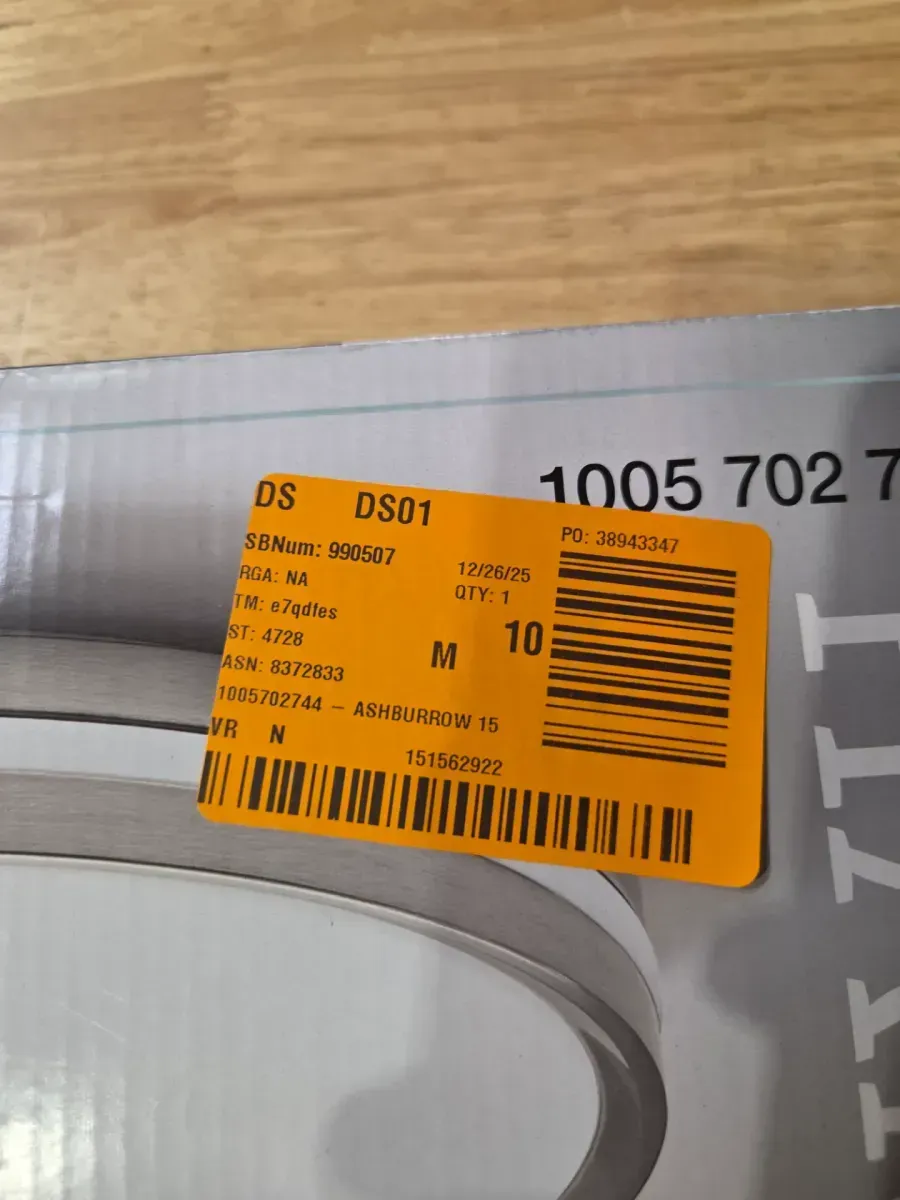 1005 702 7
DS DS01
PO: 38943347
SBNum: 990507
12/26/25
RGA: NA
QTY: 1
TM: e7qdfes
ST: 4728
M 10
ASN: 8372833
1005702744 – ASHBURROW 15
VR N
151562922